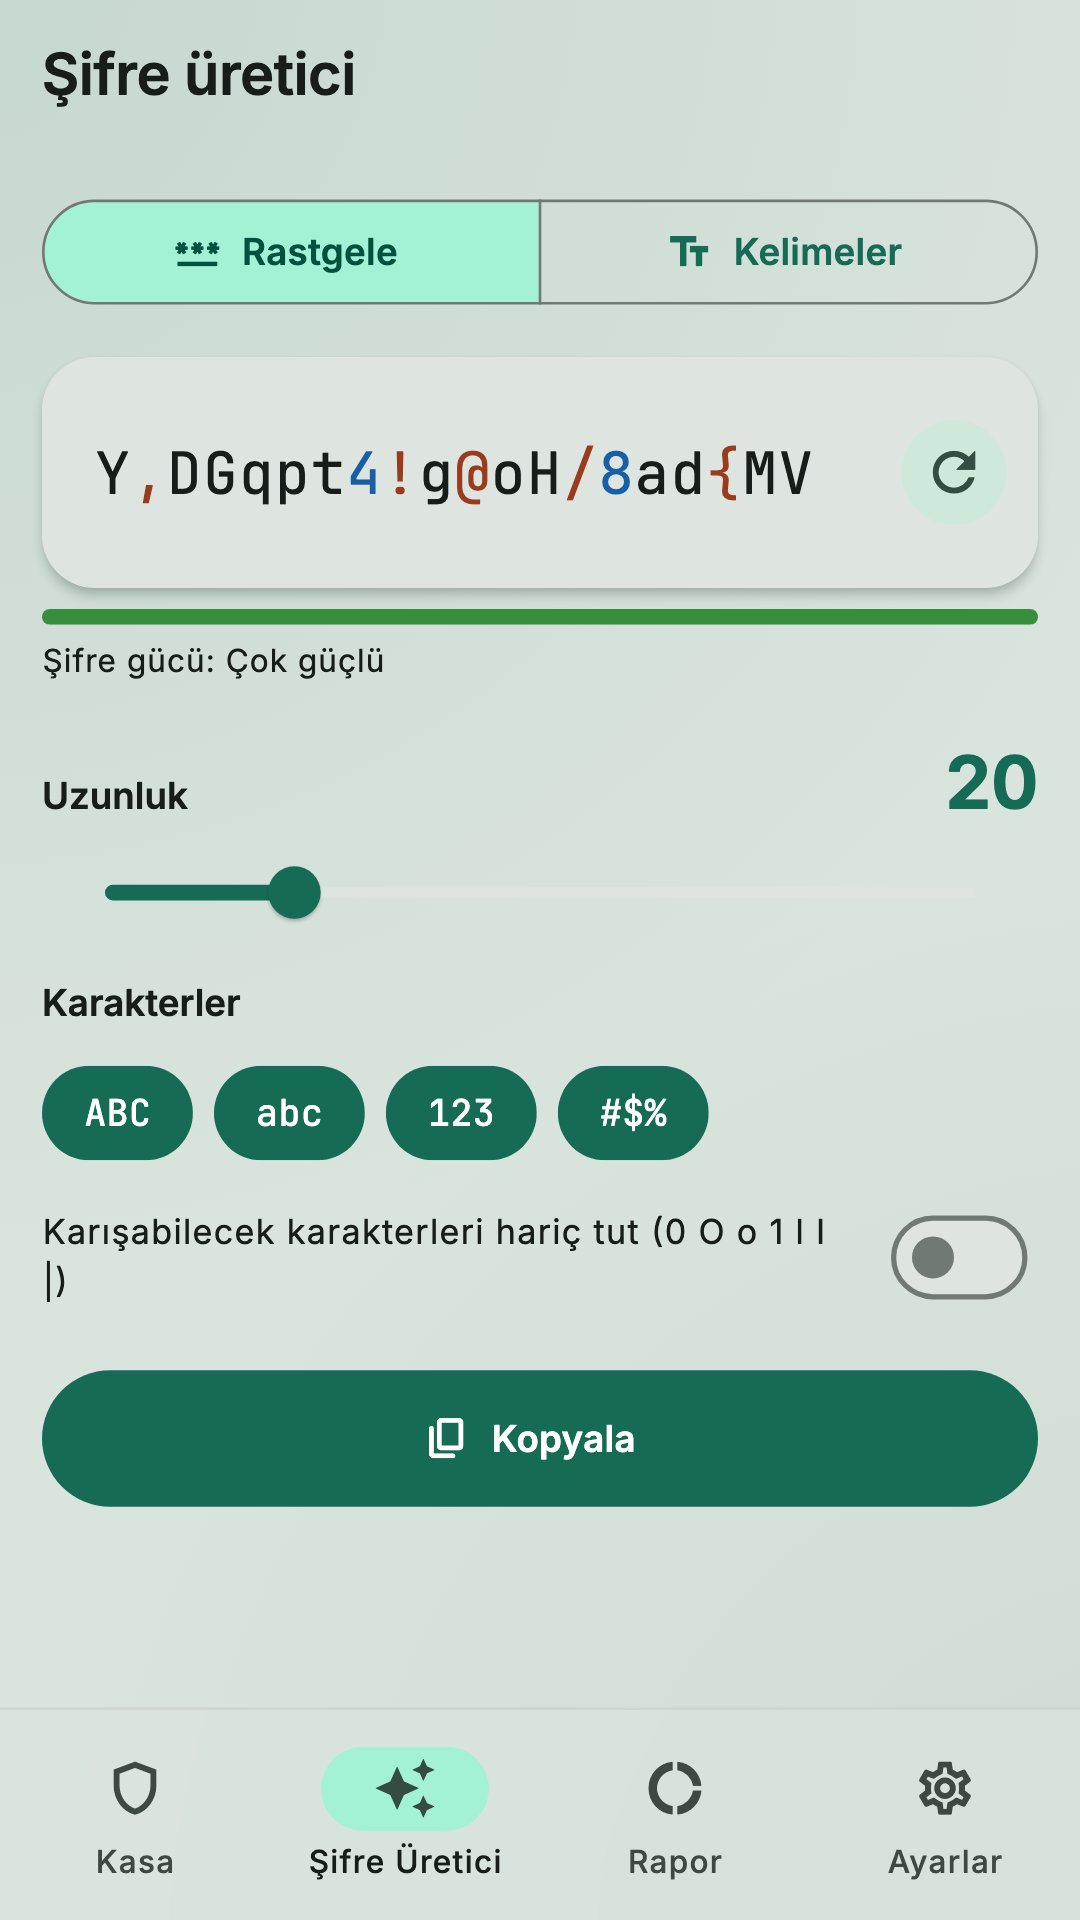 Şifre üretici
Rastgele
Kelimeler
Y,DGqpt4!g@oH/8ad{MV
Şifre gücü: Çok güçlü
Uzunluk
20
Karakterler
ABC
abc
123
#$%
Karışabilecek karakterleri hariç tut (0 O o 1 l I
|)
Kopyala
Kasa
Şifre Üretici
Rapor
Ayarlar